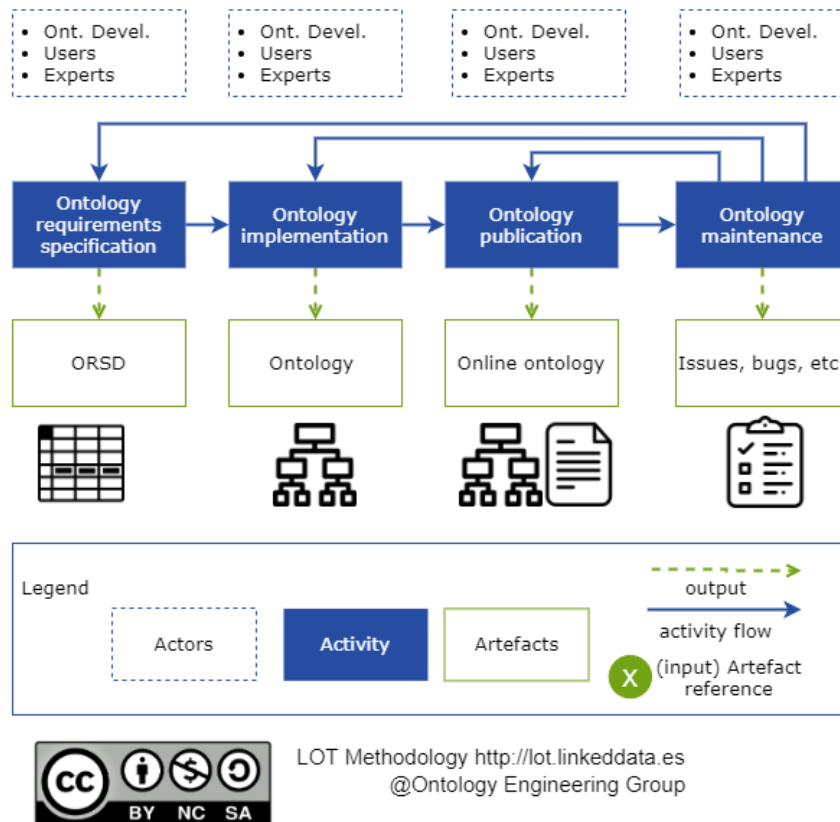 • Ont. Devel.
• Users
• Experts
• Ont. Devel.
• Users
• Experts
• Ont. Devel.
• Users
• Experts
• Ont. Devel.
• Users
• Experts
Ontology
requirements
specification
Ontology
implementation
Ontology
publication
Ontology
maintenance
ORSD
Ontology
Online ontology
Issues, bugs, etc
Legend
Actors
Activity
Artefacts
output
activity flow
X
(input) Artefact
reference
cc
BY NC SA
LOT Methodology http://lot.linkeddata.es
@Ontology Engineering Group